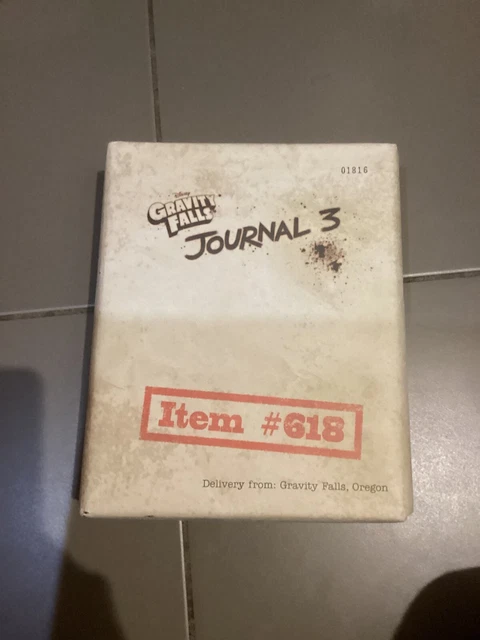 01816
Disney
GRAVITY
FALLS
JOURNAL 3
Item #618
Delivery from: Gravity Falls, Oregon